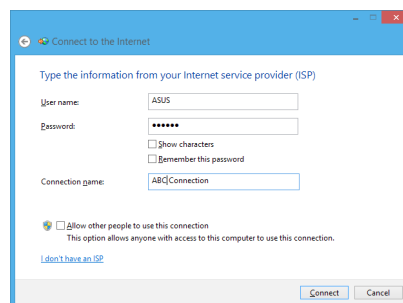 Connect to the Internet
Type the information from your Internet service provider (ISP)
User name: ASUS
Password: ••••••
Show characters
Remember this password
Connection name: ABC Connection
Allow other people to use this connection
This option allows anyone with access to this computer to use this connection.
I don't have an ISP
Connect Cancel